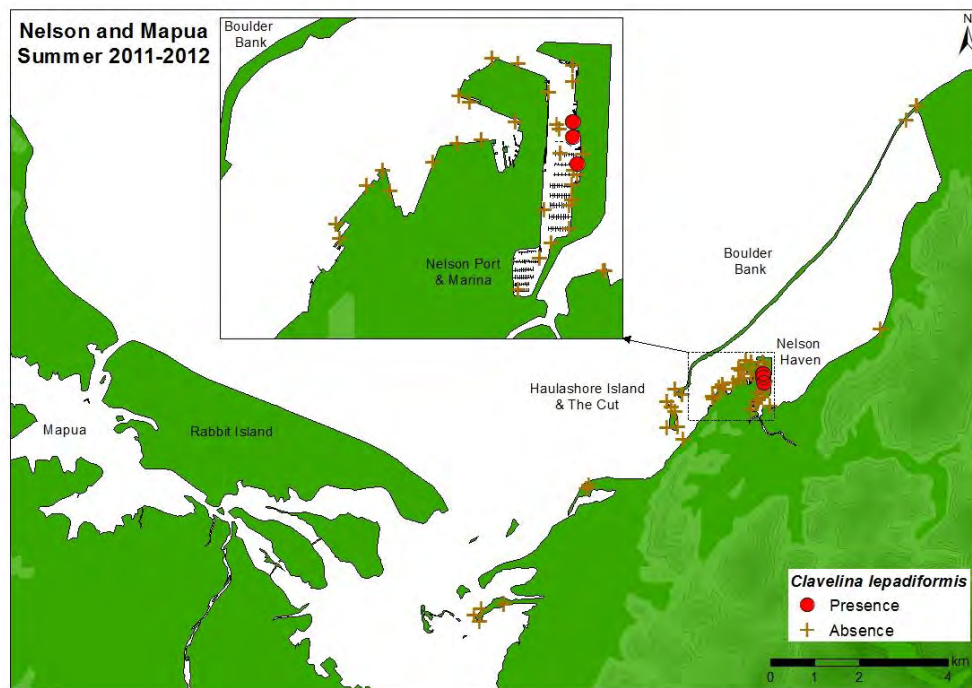 Nelson and Mapua
Summer 2011-2012
Boulder
Bank
N
Nelson Port
& Marina
Boulder
Bank
Nelson
Haven
Haulashore Island
& The Cut
Mapua
Rabbit Island
Clavelina lepadiformis
Presence
Absence
km
0 1 2 4